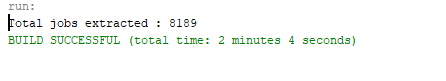 run:
Total jobs extracted : 8189
BUILD SUCCESSFUL (total time: 2 minutes 4 seconds)